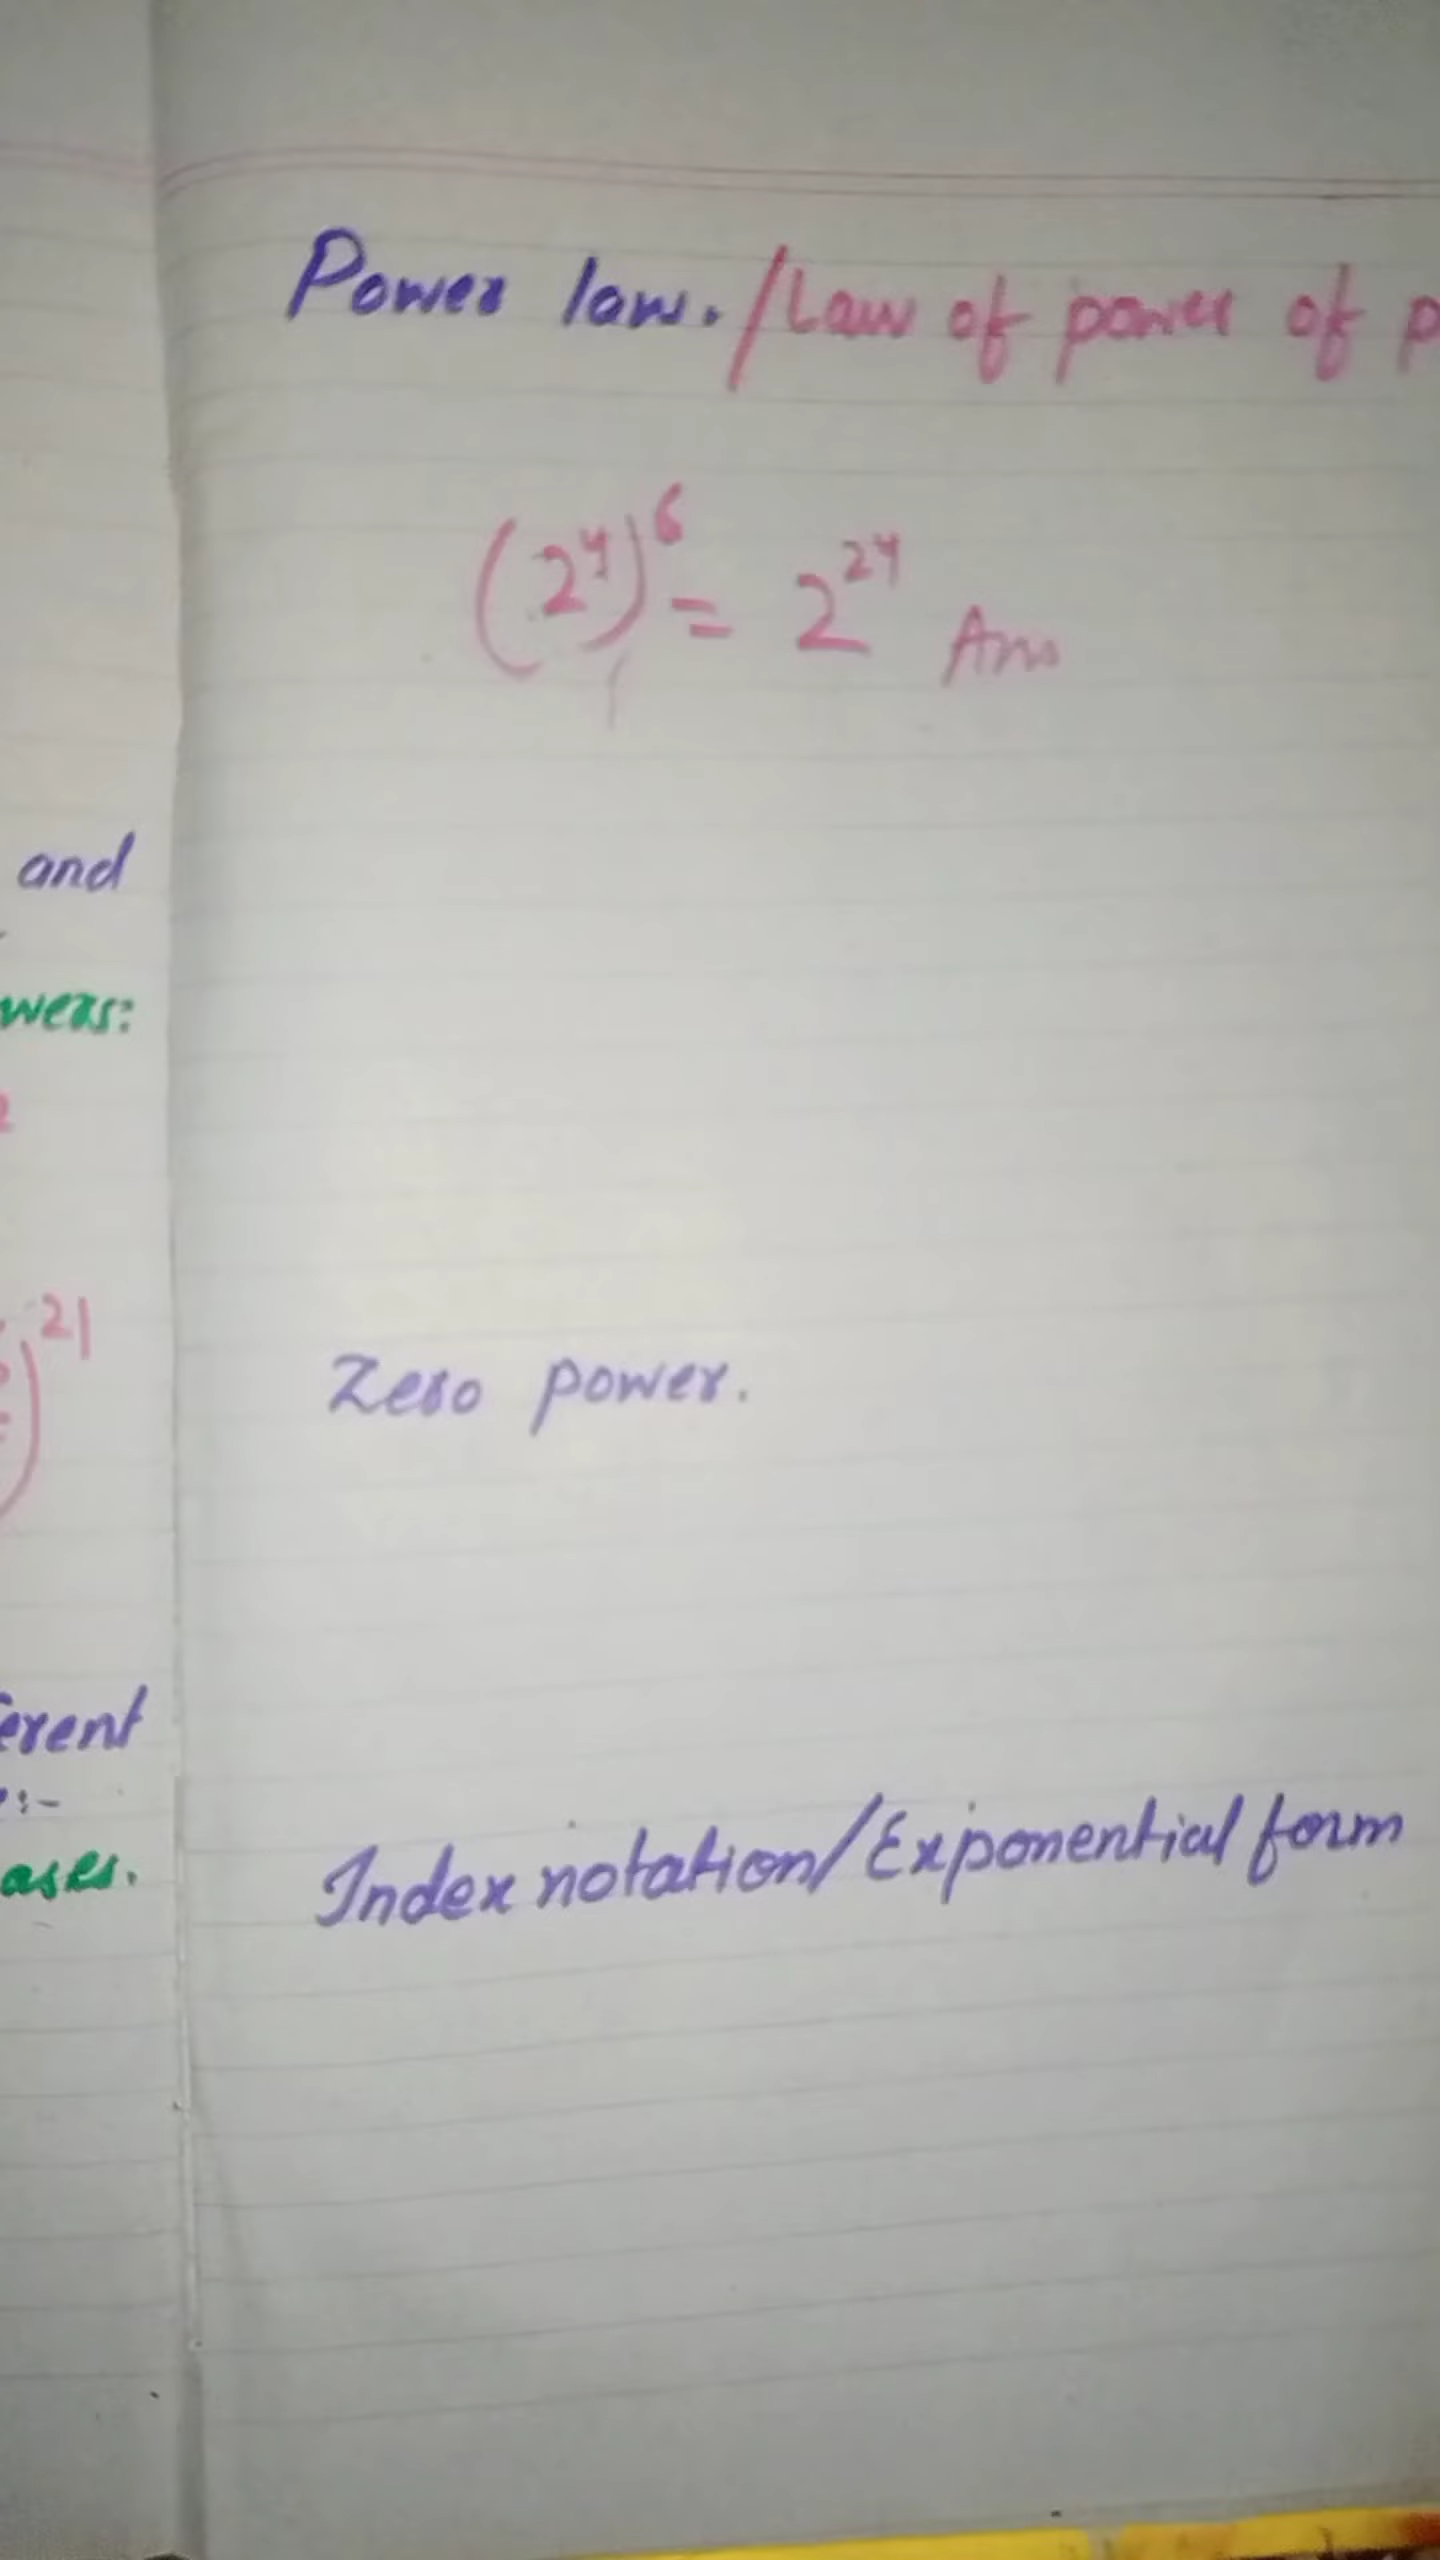 Power law./Law of power of p
(2⁴)⁶ = 2²⁴ Ans
and
wers:
2
21
Zero power.
erent
:-
ases.
Index notation/Exponential form